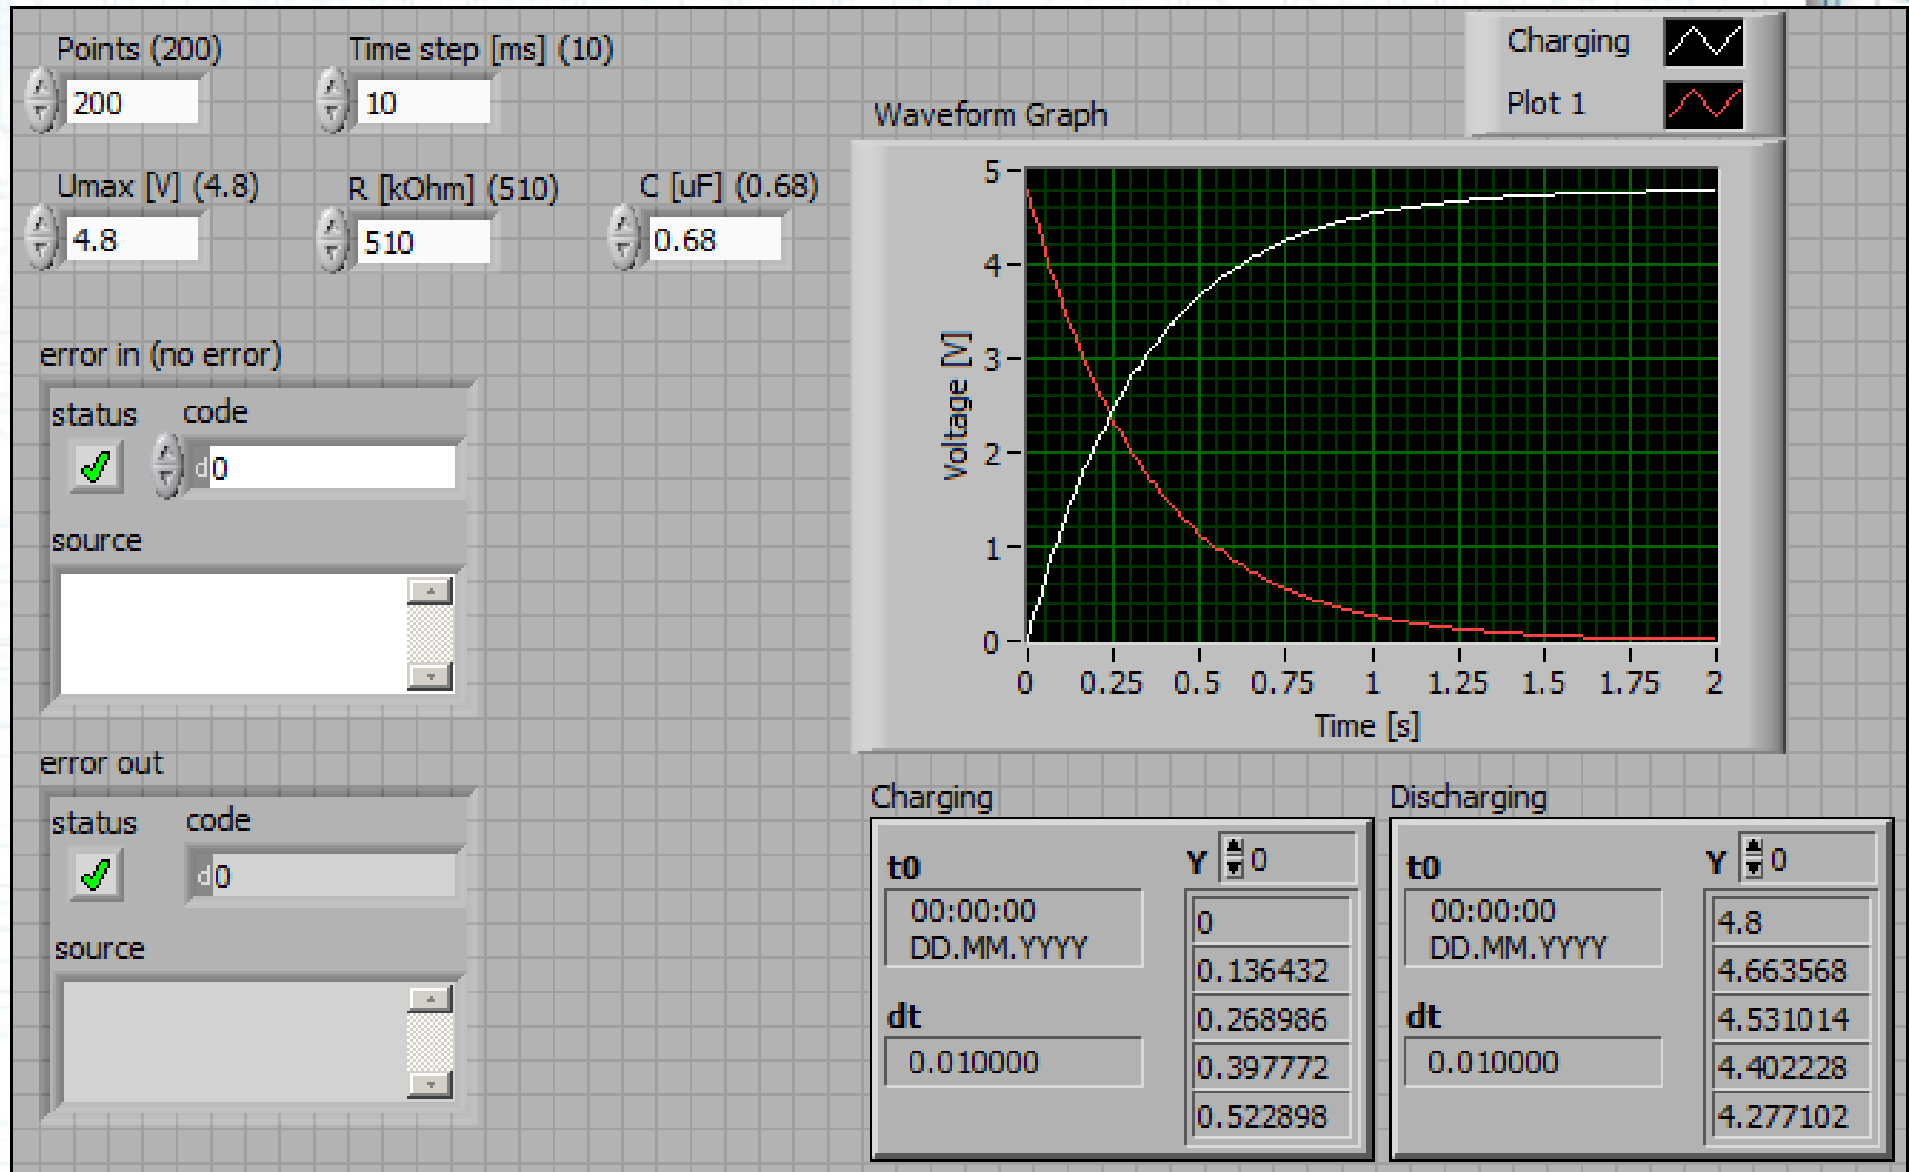 Points (200)
200
Time step [ms] (10)
10
Umax [V] (4.8)
4.8
R [kOhm] (510)
510
C [uF] (0.68)
0.68
error in (no error)
status
code
d0
source
error out
status
code
d0
source
Charging
Plot 1
Waveform Graph
Voltage [V]
5
4
3
2
1
0
0 0.25 0.5 0.75 1 1.25 1.5 1.75 2
Time [s]
Charging
t0
00:00:00
DD.MM.YYYY
dt
0.010000
Y 0
0
0.136432
0.268986
0.397772
0.522898
Discharging
t0
00:00:00
DD.MM.YYYY
dt
0.010000
Y 0
4.8
4.663568
4.531014
4.402228
4.277102